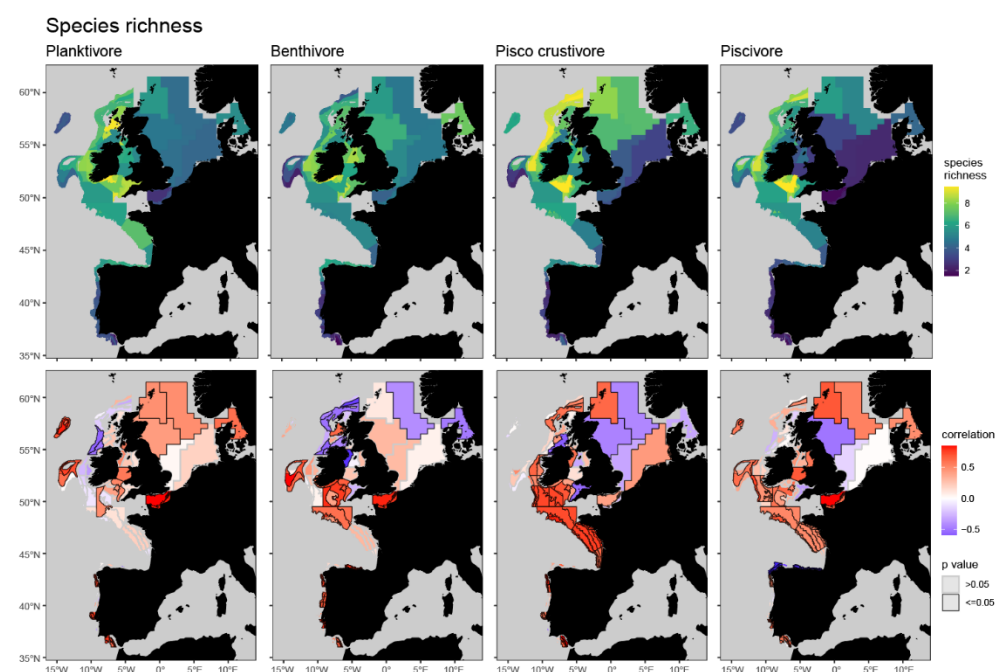 Species richness
Planktivore Benthivore Pisco crustivore Piscivore
60°N
55°N
50°N
45°N
40°N
35°N
species
richness
8
6
4
2
60°N
55°N
50°N
45°N
40°N
35°N
correlation
0.5
0.0
−0.5
p value
>0.05
<=0.05
15°W 10°W 5°W 0° 5°E 10°E 15°W 10°W 5°W 0° 5°E 10°E 15°W 10°W 5°W 0° 5°E 10°E 15°W 10°W 5°W 0° 5°E 10°E